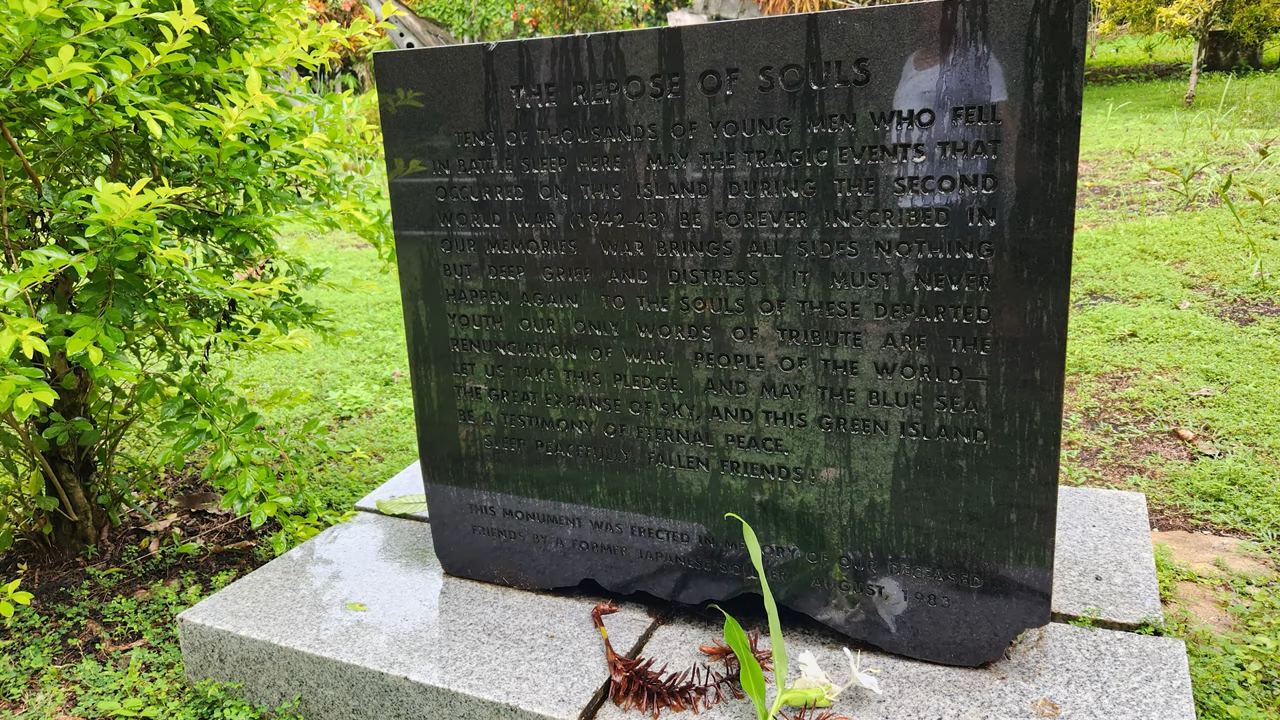 THE REPOSE OF SOULS
TENS OF THOUSANDS OF YOUNG MEN WHO FELL
IN BATTLE SLEEP HERE. MAY THE TRAGIC EVENTS THAT
OCCURRED ON THIS ISLAND DURING THE SECOND
WORLD WAR (1942-43) BE FOREVER INSCRIBED IN
OUR MEMORIES. WAR BRINGS ALL SIDES NOTHING
BUT DEEP GRIEF AND DISTRESS. IT MUST NEVER
HAPPEN AGAIN. TO THE SOULS OF THESE DEPARTED
YOUTH OUR ONLY WORDS OF TRIBUTE ARE THE
RENUNCIATION OF WAR. PEOPLE OF THE WORLD—
LET US TAKE THIS PLEDGE. AND MAY THE BLUE SEA,
THE GREAT EXPANSE OF SKY, AND THIS GREEN ISLAND
BE A TESTIMONY OF ETERNAL PEACE.
SLEEP PEACEFULLY, FALLEN FRIENDS!
THIS MONUMENT WAS ERECTED IN MEMORY OF OUR DECEASED
FRIENDS BY A FORMER JAPANESE SOLDIER AUGUST, 1983